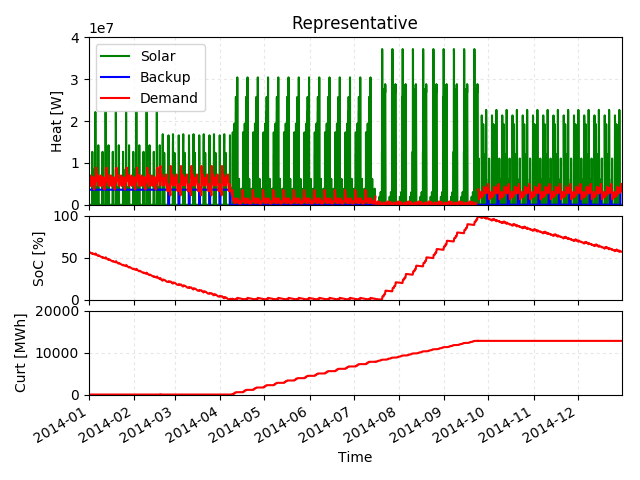 Representative
1e7
Heat [W]
4
3
2
1
0
Solar
Backup
Demand
SoC [%]
100
50
0
Curt [MWh]
20000
10000
0
2014-01
2014-02
2014-03
2014-04
2014-05
2014-06
2014-07
2014-08
2014-09
2014-10
2014-11
2014-12
Time